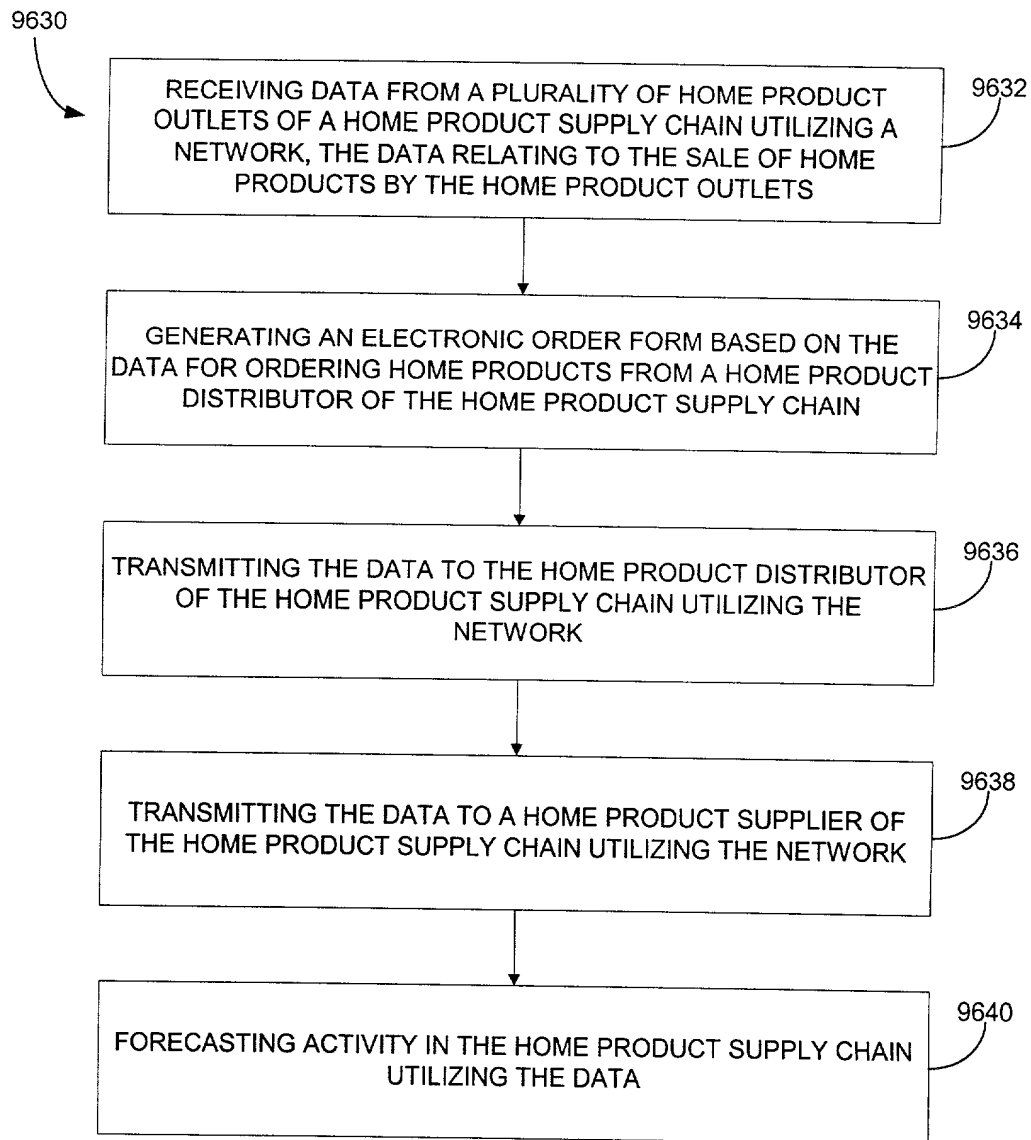 9630
RECEIVING DATA FROM A PLURALITY OF HOME PRODUCT
OUTLETS OF A HOME PRODUCT SUPPLY CHAIN UTILIZING A
NETWORK, THE DATA RELATING TO THE SALE OF HOME
PRODUCTS BY THE HOME PRODUCT OUTLETS
9632
GENERATING AN ELECTRONIC ORDER FORM BASED ON THE
DATA FOR ORDERING HOME PRODUCTS FROM A HOME PRODUCT
DISTRIBUTOR OF THE HOME PRODUCT SUPPLY CHAIN
9634
TRANSMITTING THE DATA TO THE HOME PRODUCT DISTRIBUTOR
OF THE HOME PRODUCT SUPPLY CHAIN UTILIZING THE
NETWORK
9636
TRANSMITTING THE DATA TO A HOME PRODUCT SUPPLIER OF
THE HOME PRODUCT SUPPLY CHAIN UTILIZING THE NETWORK
9638
FORECASTING ACTIVITY IN THE HOME PRODUCT SUPPLY CHAIN
UTILIZING THE DATA
9640